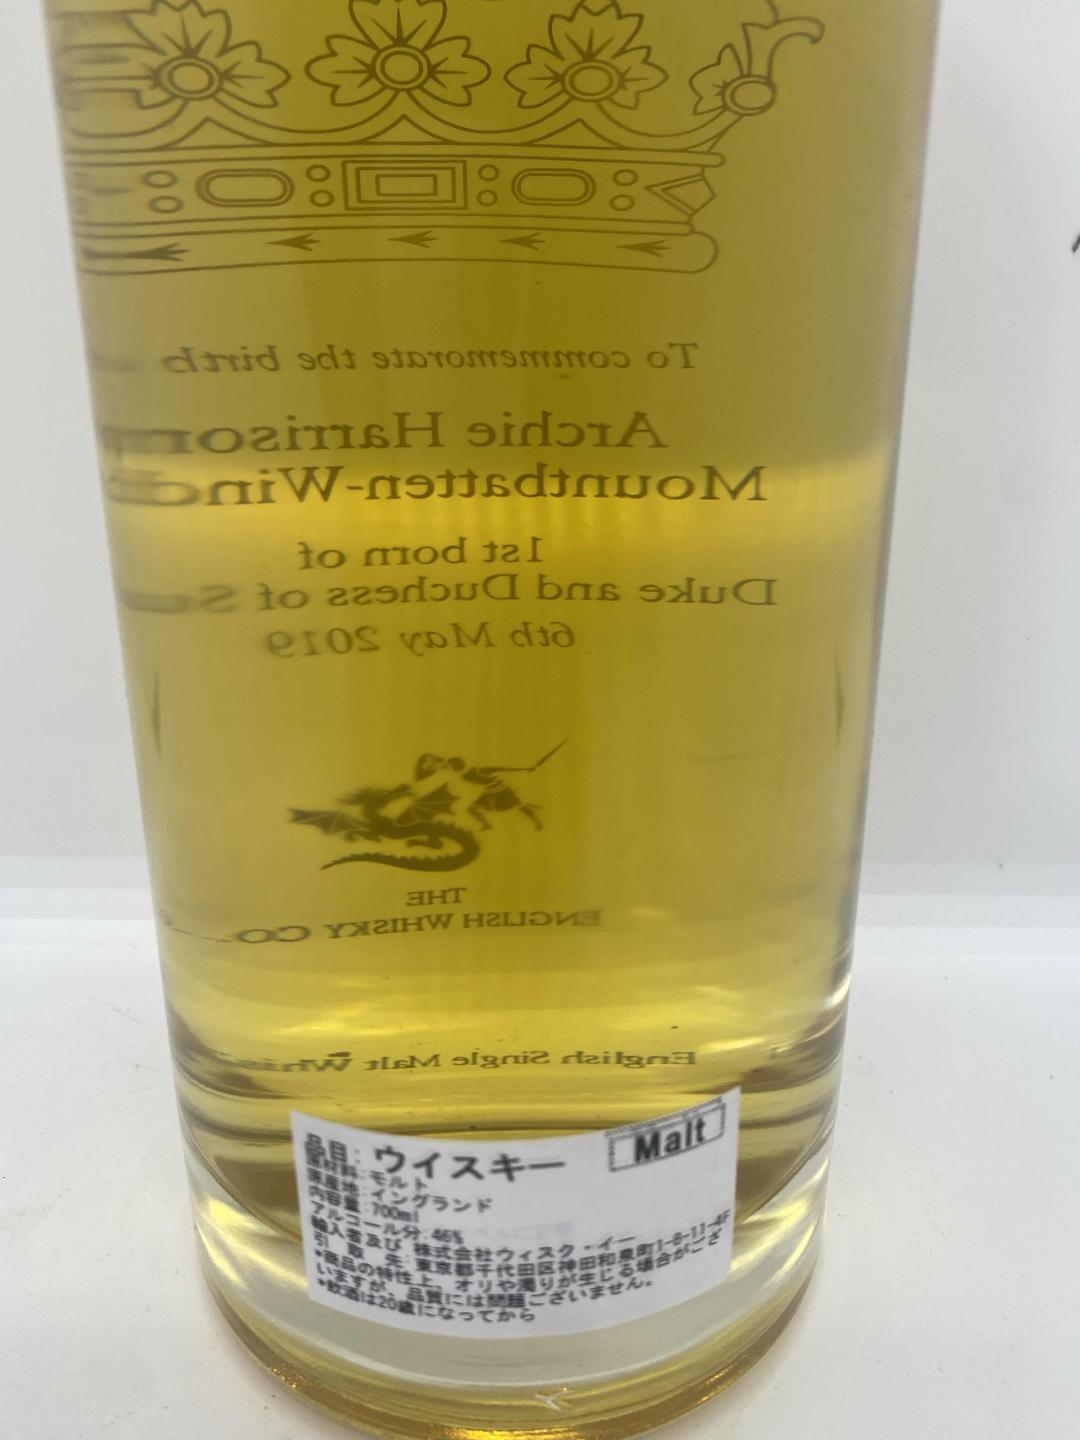 To commemorate the birth
Archie Harrison
Mountbatten-Wind
1st born of
Duke and Duchess of Su
6th May 2019
THE
ENGLISH WHISKY CO
English Single Malt Whis
Malt
品目:ウイスキー
原材料:モルト
原産地:イングランド
内容量:700ml
アルコール分:46%
輸入者及び 株式会社ウィスク・イー
引 取 先:東京都千代田区神田和泉町1-8-11-4F
*商品の特性上、オリや濁りが生じる場合がござ
いますが、品質には問題ございません。
*飲酒は20歳になってから